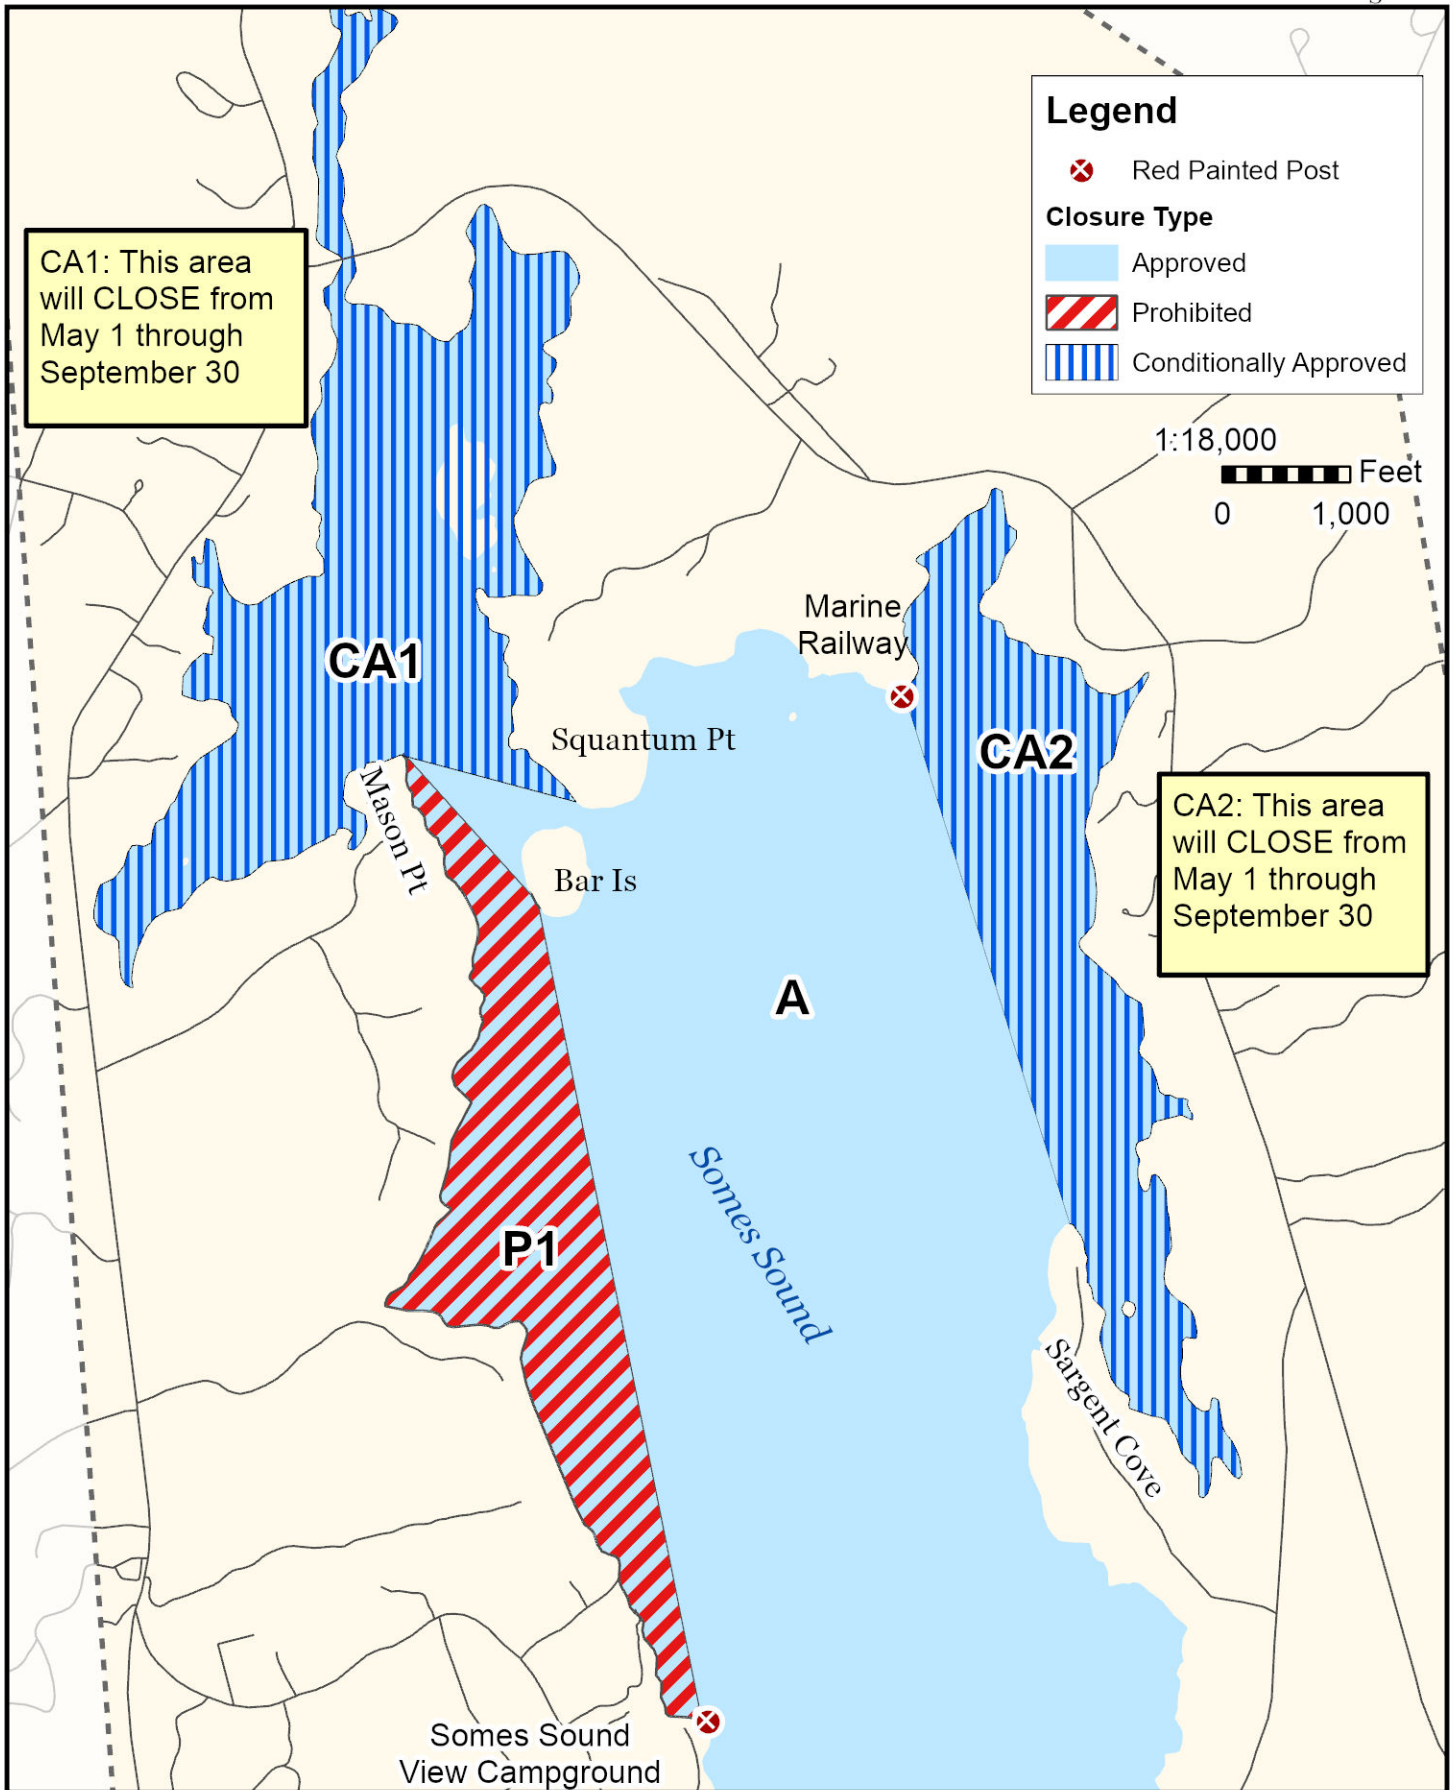 Legend
Red Painted Post
Closure Type
Approved
Prohibited
Conditionally Approved
CA1: This area
will CLOSE from
May 1 through
September 30
1:18,000
Feet
0 1,000
Marine
Railway
CA1
Squantum Pt
CA2
Mason Pt
CA2: This area
will CLOSE from
May 1 through
September 30
Bar Is
A
Somes Sound
P1
Sargent Cove
Somes Sound
View Campground